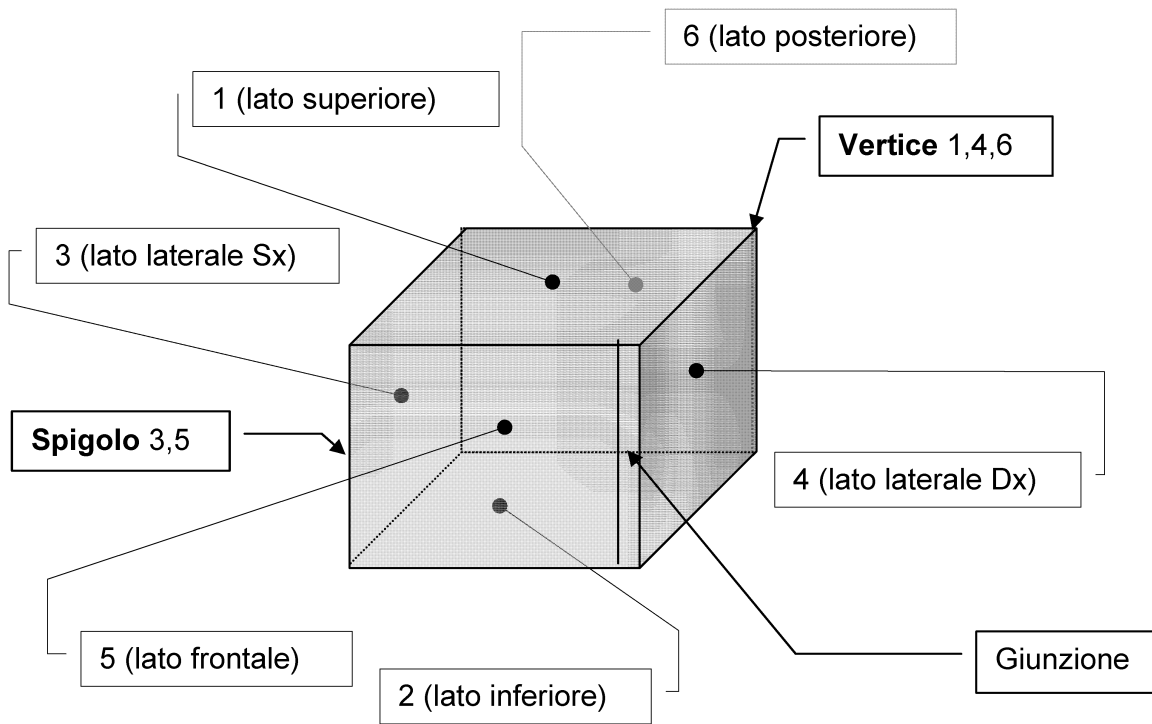 6 (lato posteriore)
1 (lato superiore)
Vertice 1,4,6
3 (lato laterale Sx)
Spigolo 3,5
4 (lato laterale Dx)
5 (lato frontale)
Giunzione
2 (lato inferiore)